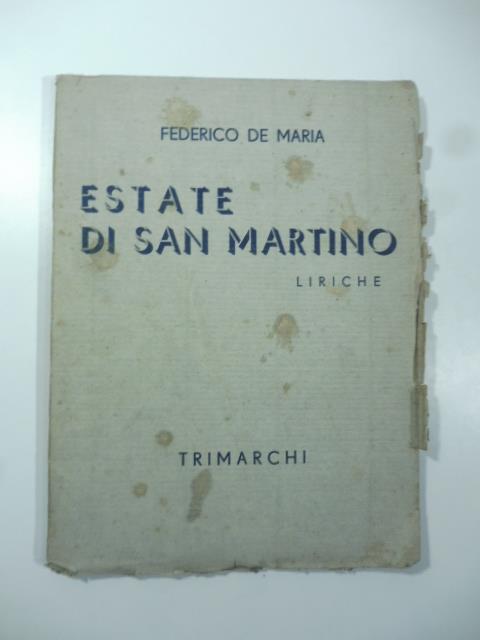 FEDERICO DE MARIA
ESTATE
DI SAN MARTINO
LIRICHE
TRIMARCHI